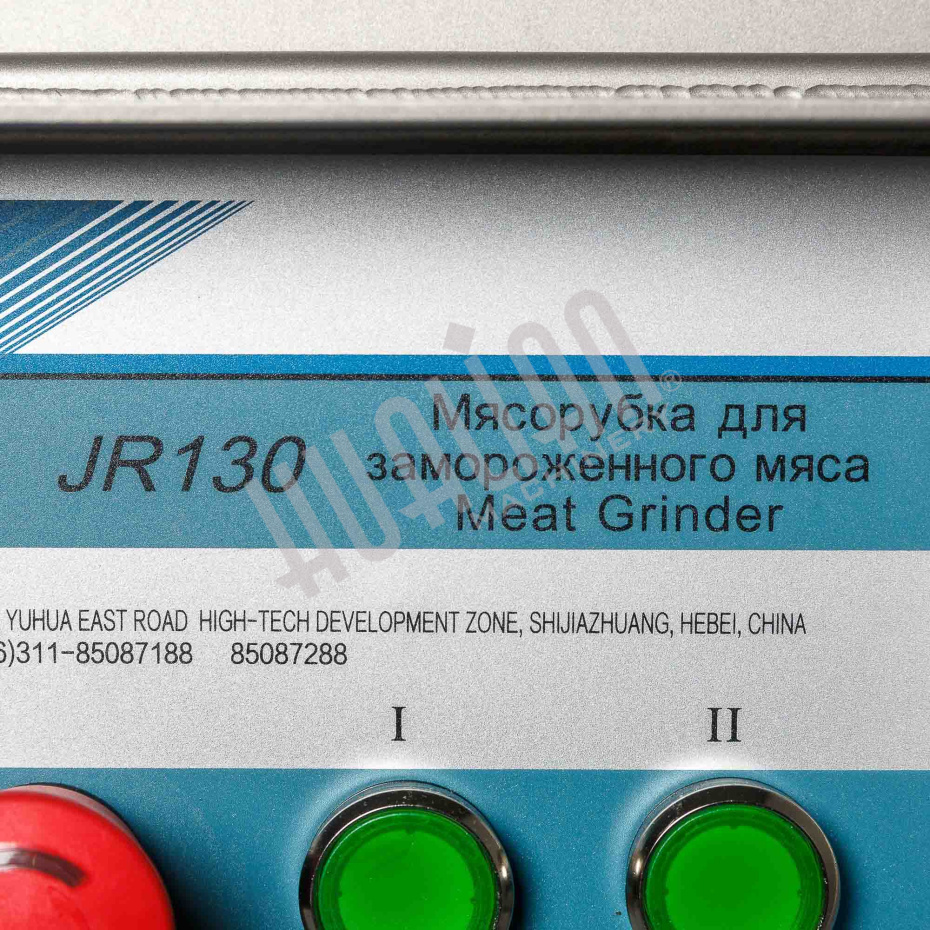 JR130
Мясорубка для
замороженного мяса
Meat Grinder
YUHUA EAST ROAD HIGH-TECH DEVELOPMENT ZONE, SHIJIAZHUANG, HEBEI, CHINA
6)311-85087188 85087288
I II